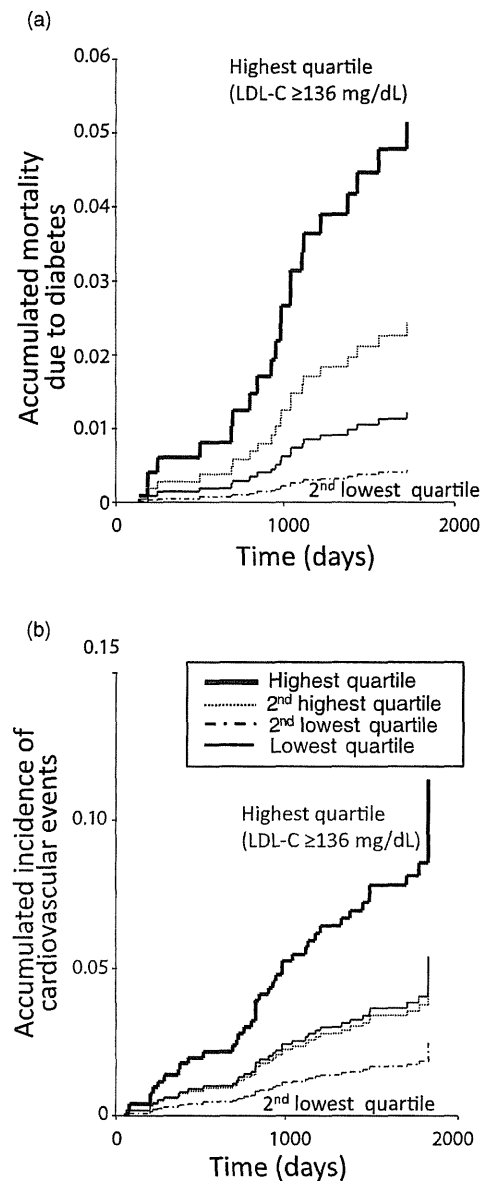 (a)
0.06
Highest quartile
(LDL-C ≥136 mg/dL)
0.05
0.04
0.03
0.02
0.01
0
Accumulated mortality
due to diabetes
2nd lowest quartile
0
1000
2000
Time (days)
(b)
0.15
Highest quartile
2nd highest quartile
2nd lowest quartile
Lowest quartile
0.10
Highest quartile
(LDL-C ≥136 mg/dL)
0.05
0
Accumulated incidence of
cardiovascular events
2nd lowest quartile
0
1000
2000
Time (days)